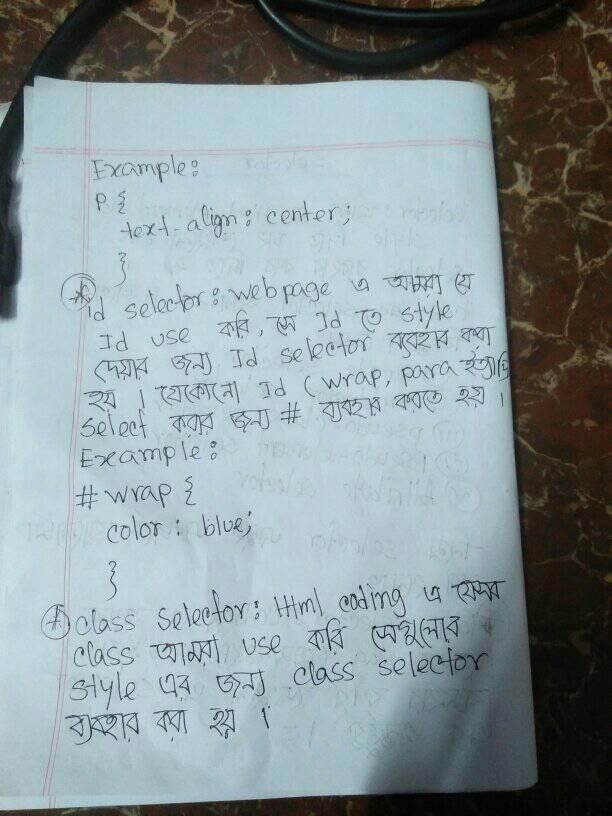 Example:
p {
text-align: center;
}
* id selector: webpage এ আমরা যে
Id use করি, সে Id তে style
দেয়ার জন্য Id selector ব্যবহার করা
হয় । যেকোনো Id (wrap, para ইত্যাদি)
select করার জন্য # ব্যবহার করতে হয় ।
Example:
# wrap {
color: blue;
}
* class selector: Html coding এ যেসব
class আমরা use করি সেগুলোর
style এর জন্য class selector
ব্যবহার করা হয় ।